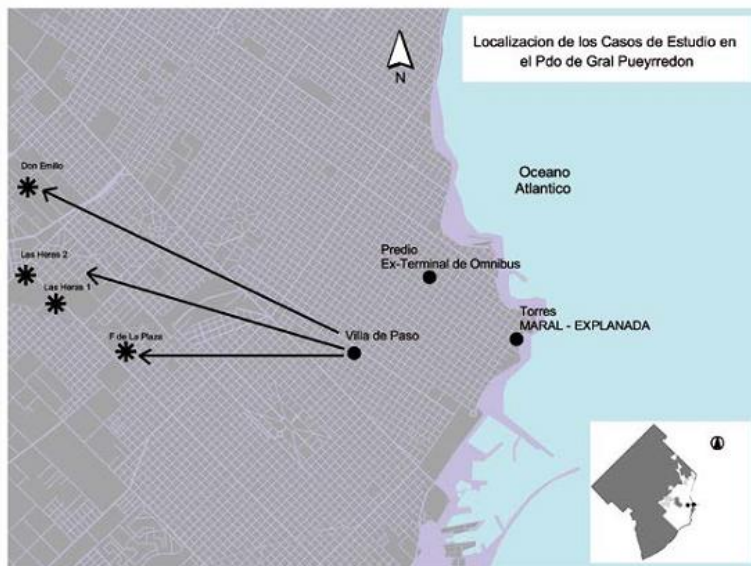 Localizacion de los Casos de Estudio en
el Pdo de Gral Pueyrredon
N
Don Emilio
Oceano
Atlantico
Las Heras 2
Las Heras 1
Predio
Ex-Terminal de Omnibus
Torres
MARAL - EXPLANADA
F de La Plaza
Villa de Paso